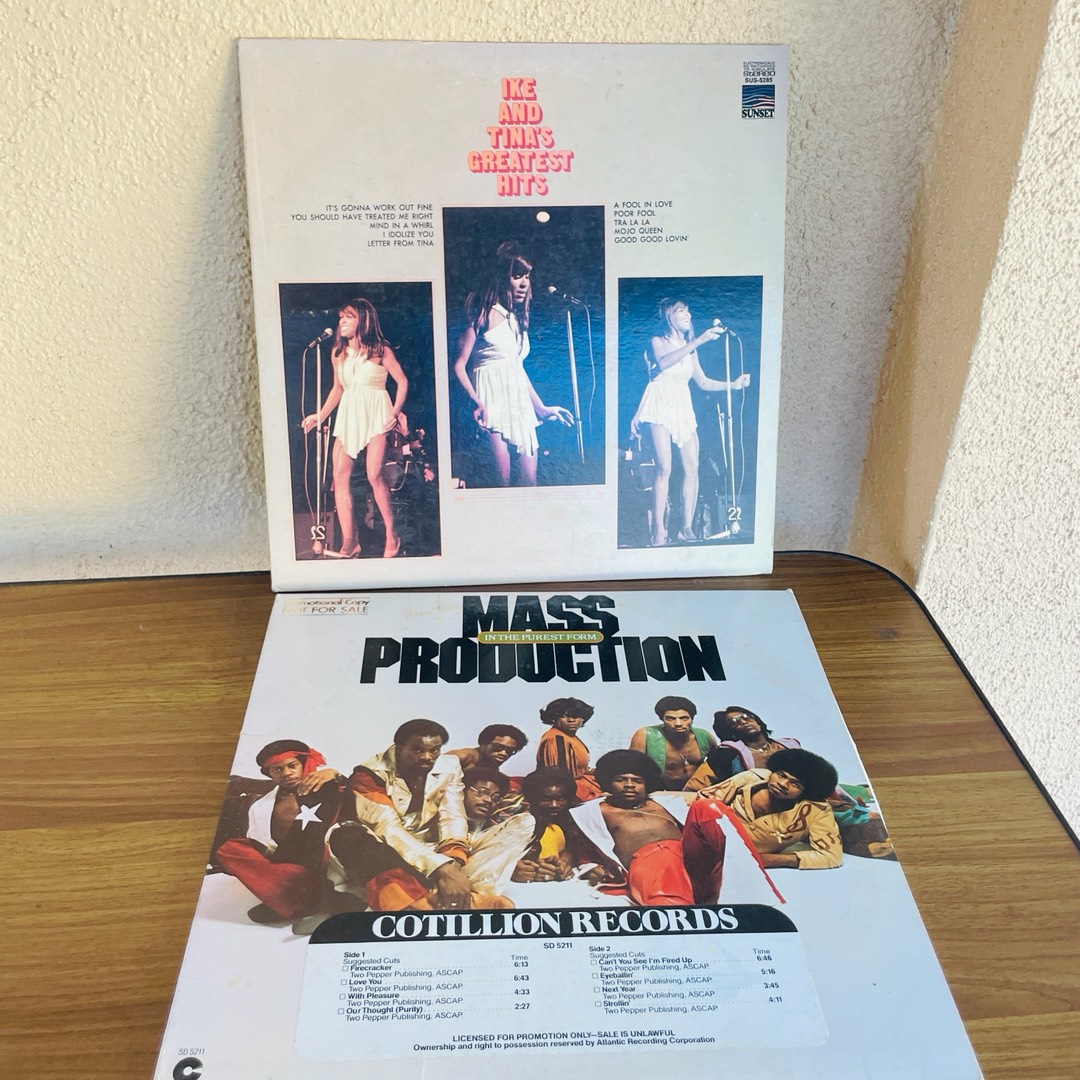 IKE
AND
TINA'S
GREATEST
HITS
STEREO
SUS-5285
SUNSET
IT'S GONNA WORK OUT FINE
YOU SHOULD HAVE TREATED ME RIGHT
MIND IN A WHIRL
I IDOLIZE YOU
LETTER FROM TINA
A FOOL IN LOVE
POOR FOOL
TRA LA LA
MOJO QUEEN
GOOD GOOD LOVIN'
Promotional Copy
NOT FOR SALE
MASS
IN THE PUREST FORM
PRODUCTION
COTILLION RECORDS
SD 5211
Side 1
Suggested Cuts Time
Firecracker 6:13
Two Pepper Publishing, ASCAP
Love You 6:43
Two Pepper Publishing, ASCAP
With Pleasure 4:33
Two Pepper Publishing, ASCAP
Our Thought (Purity) 2:27
Two Pepper Publishing, ASCAP
Side 2
Suggested Cuts Time
Can't You See I'm Fired Up 6:46
Two Pepper Publishing, ASCAP
Eyeballin' 5:16
Two Pepper Publishing, ASCAP
Next Year 3:45
Two Pepper Publishing, ASCAP
Strollin' 4:11
Two Pepper Publishing, ASCAP
LICENSED FOR PROMOTION ONLY—SALE IS UNLAWFUL
Ownership and right to possession reserved by Atlantic Recording Corporation
SD 5211